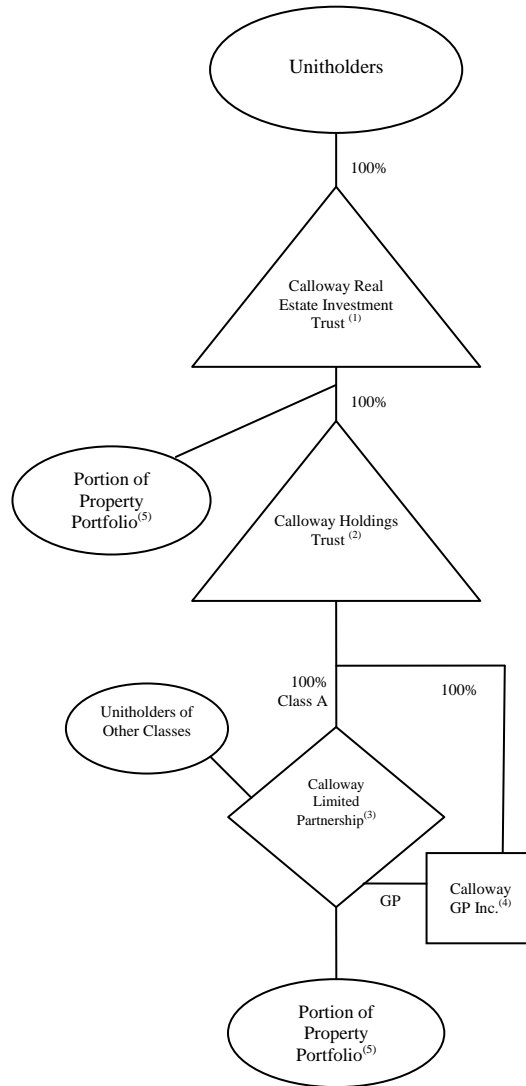 Unitholders
100%
Calloway Real
Estate Investment
Trust (1)
100%
Portion of
Property
Portfolio(5)
Calloway Holdings
Trust (2)
100%
Class A
100%
Unitholders of
Other Classes
Calloway
Limited
Partnership(3)
GP
Calloway
GP Inc.(4)
Portion of
Property
Portfolio(5)